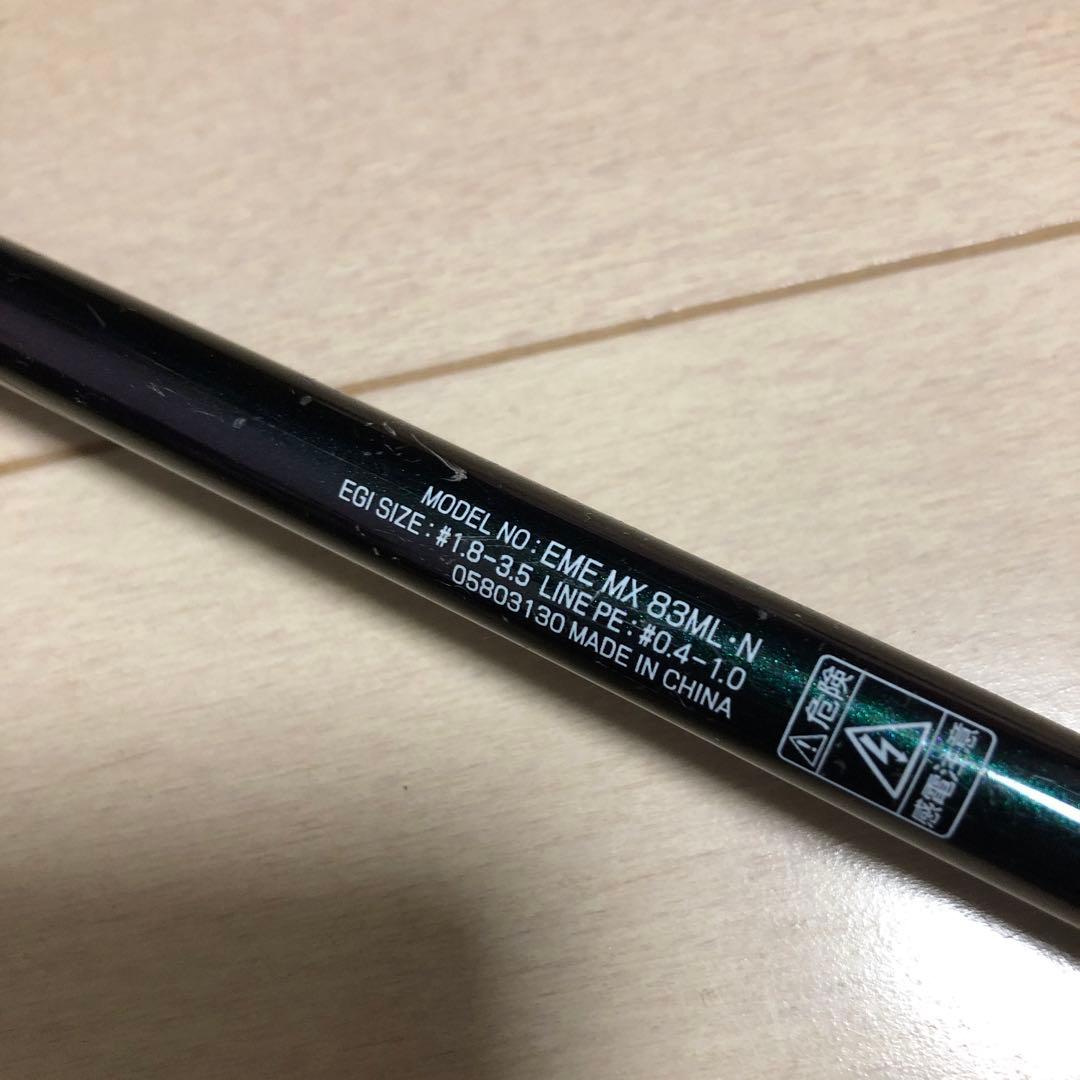 MODEL NO : EME MX 83ML・N
EGI SIZE : #1.8-3.5 LINE PE : #0.4-1.0
05803130 MADE IN CHINA
危険
感電注意